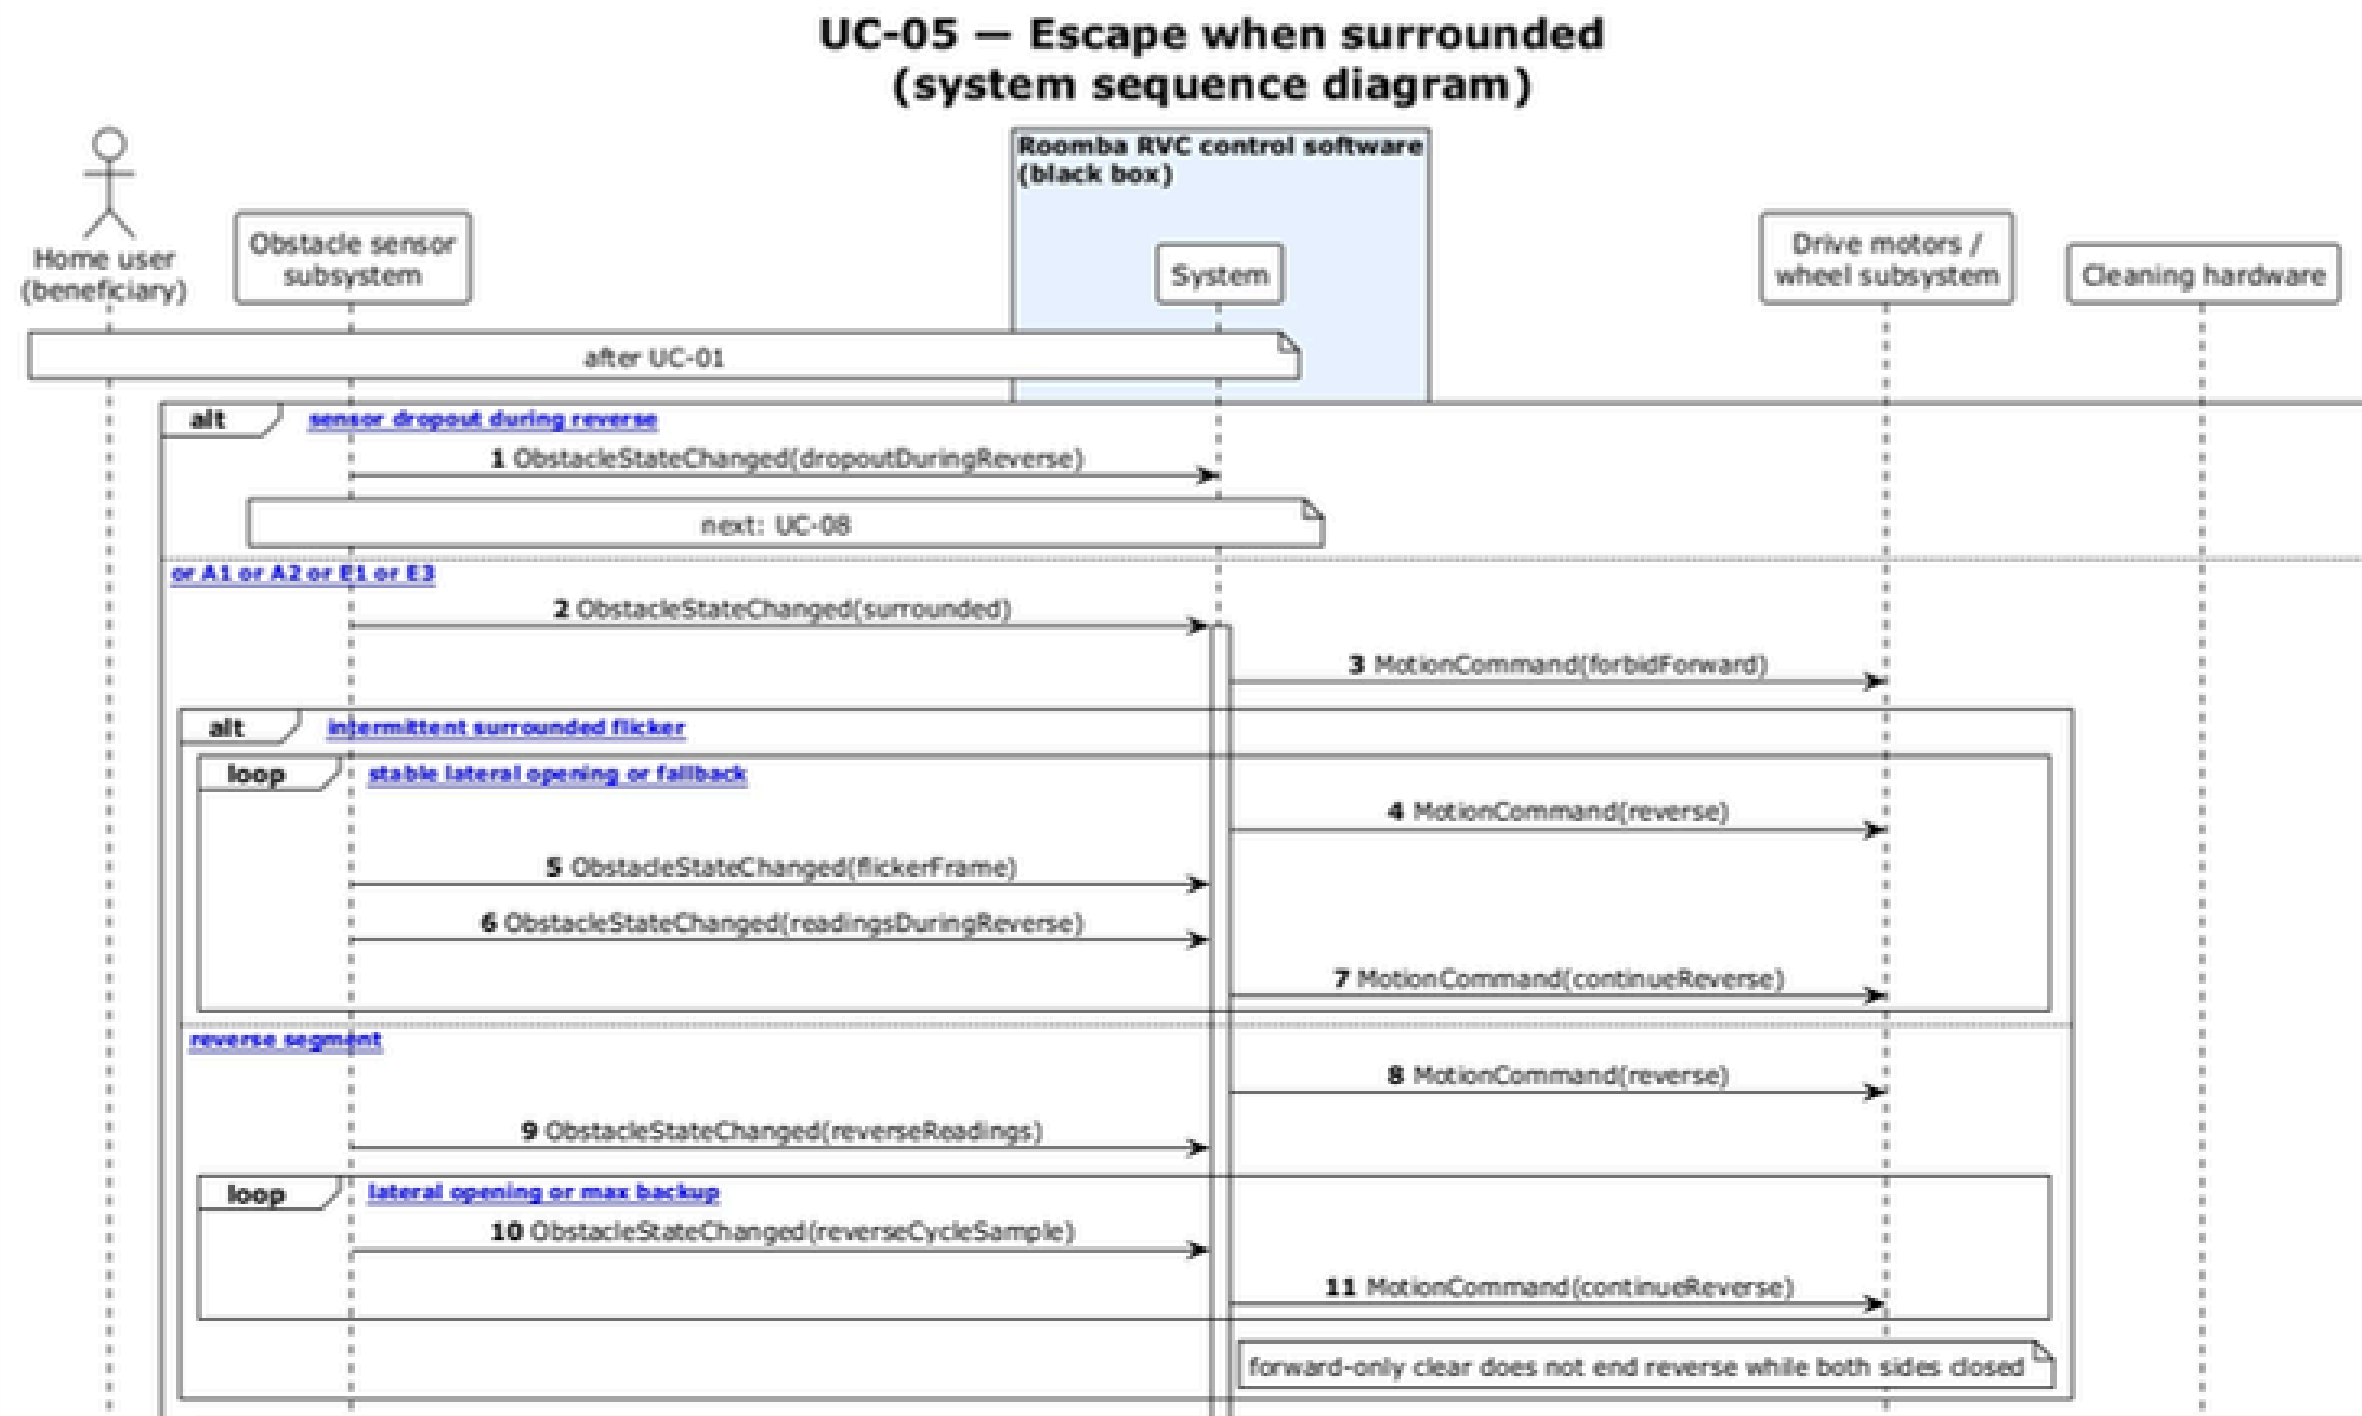 UC-05 — Escape when surrounded
(system sequence diagram)
Roomba RVC control software
(black box)
Home user
(beneficiary)
Obstacle sensor
subsystem
System
Drive motors /
wheel subsystem
Cleaning hardware
after UC-01
alt
sensor dropout during reverse
1 ObstacleStateChanged(dropoutDuringReverse)
next: UC-08
or A1 or A2 or E1 or E3
2 ObstacleStateChanged(surrounded)
3 MotionCommand(forbidForward)
alt
intermittent surrounded flicker
loop
stable lateral opening or fallback
4 MotionCommand(reverse)
5 ObstacleStateChanged(flickerFrame)
6 ObstacleStateChanged(readingsDuringReverse)
7 MotionCommand(continueReverse)
reverse segment
8 MotionCommand(reverse)
9 ObstacleStateChanged(reverseReadings)
loop
lateral opening or max backup
10 ObstacleStateChanged(reverseCycleSample)
11 MotionCommand(continueReverse)
forward-only clear does not end reverse while both sides closed